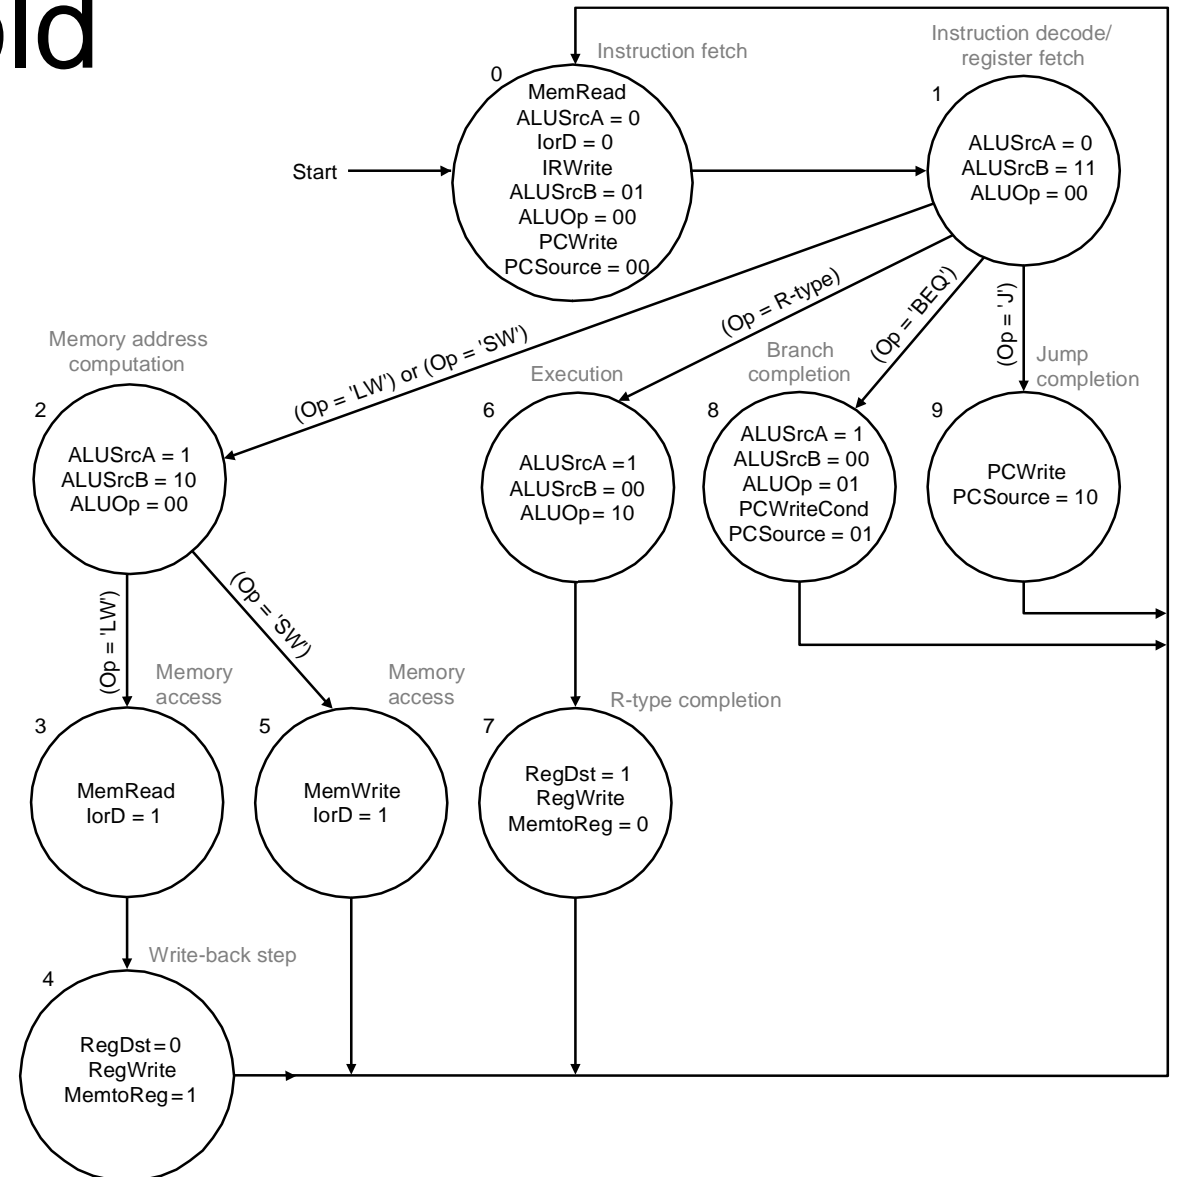 old
Instruction fetch
0
MemRead
ALUSrcA = 0
IorD = 0
IRWrite
ALUSrcB = 01
ALUOp = 00
PCWrite
PCSource = 00
Start
Instruction decode/
register fetch
1
ALUSrcA = 0
ALUSrcB = 11
ALUOp = 00
(Op = 'LW') or (Op = 'SW')
(Op = R-type)
(Op = 'BEQ')
(Op = 'J')
Memory address
computation
2
ALUSrcA = 1
ALUSrcB = 10
ALUOp = 00
Execution
6
ALUSrcA =1
ALUSrcB = 00
ALUOp= 10
Branch
completion
8
ALUSrcA = 1
ALUSrcB = 00
ALUOp = 01
PCWriteCond
PCSource = 01
Jump
completion
9
PCWrite
PCSource = 10
(Op = 'LW')
(Op = 'SW')
Memory
access
3
MemRead
IorD = 1
Memory
access
5
MemWrite
IorD = 1
R-type completion
7
RegDst = 1
RegWrite
MemtoReg = 0
Write-back step
4
RegDst=0
RegWrite
MemtoReg=1